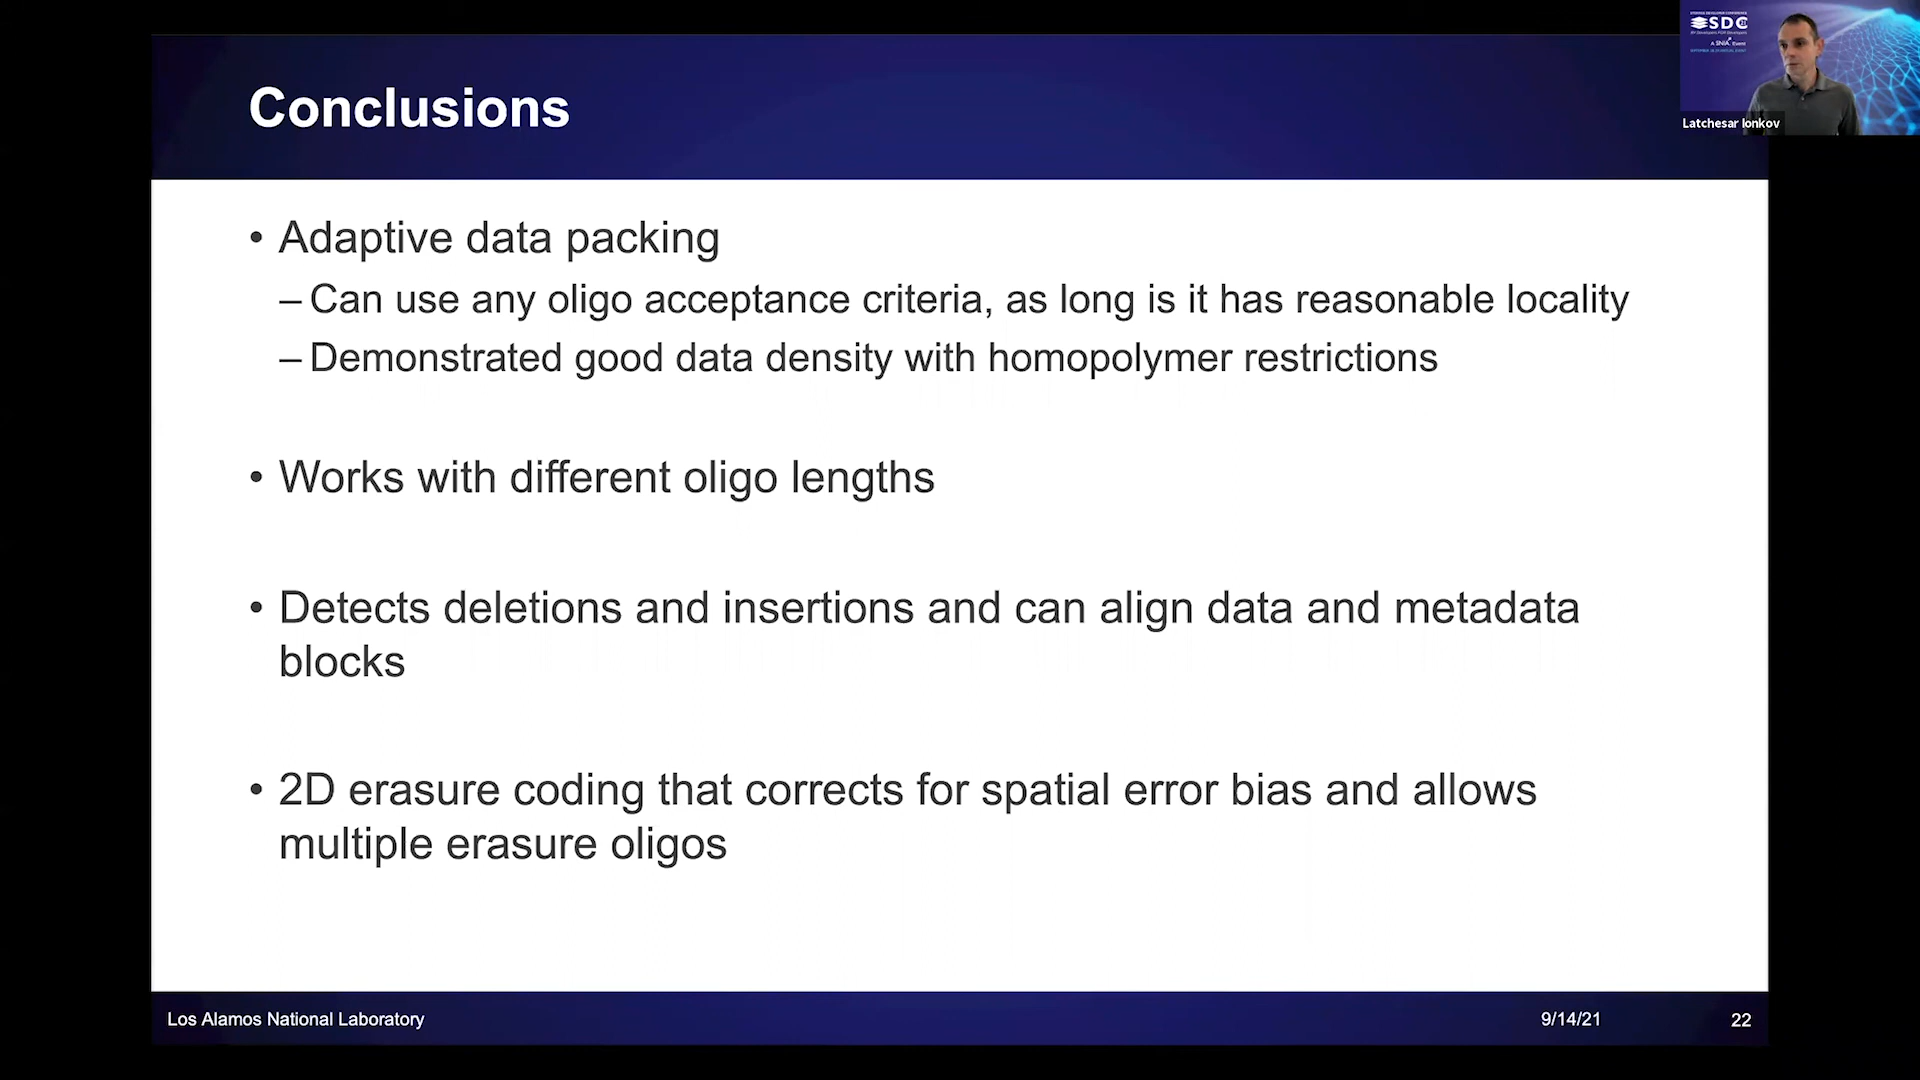 Conclusions
• Adaptive data packing
– Can use any oligo acceptance criteria, as long is it has reasonable locality
– Demonstrated good data density with homopolymer restrictions
• Works with different oligo lengths
• Detects deletions and insertions and can align data and metadata
blocks
• 2D erasure coding that corrects for spatial error bias and allows
multiple erasure oligos
Los Alamos National Laboratory
9/14/21
22
SDC
A SNIA Event
Latchesar Ionkov